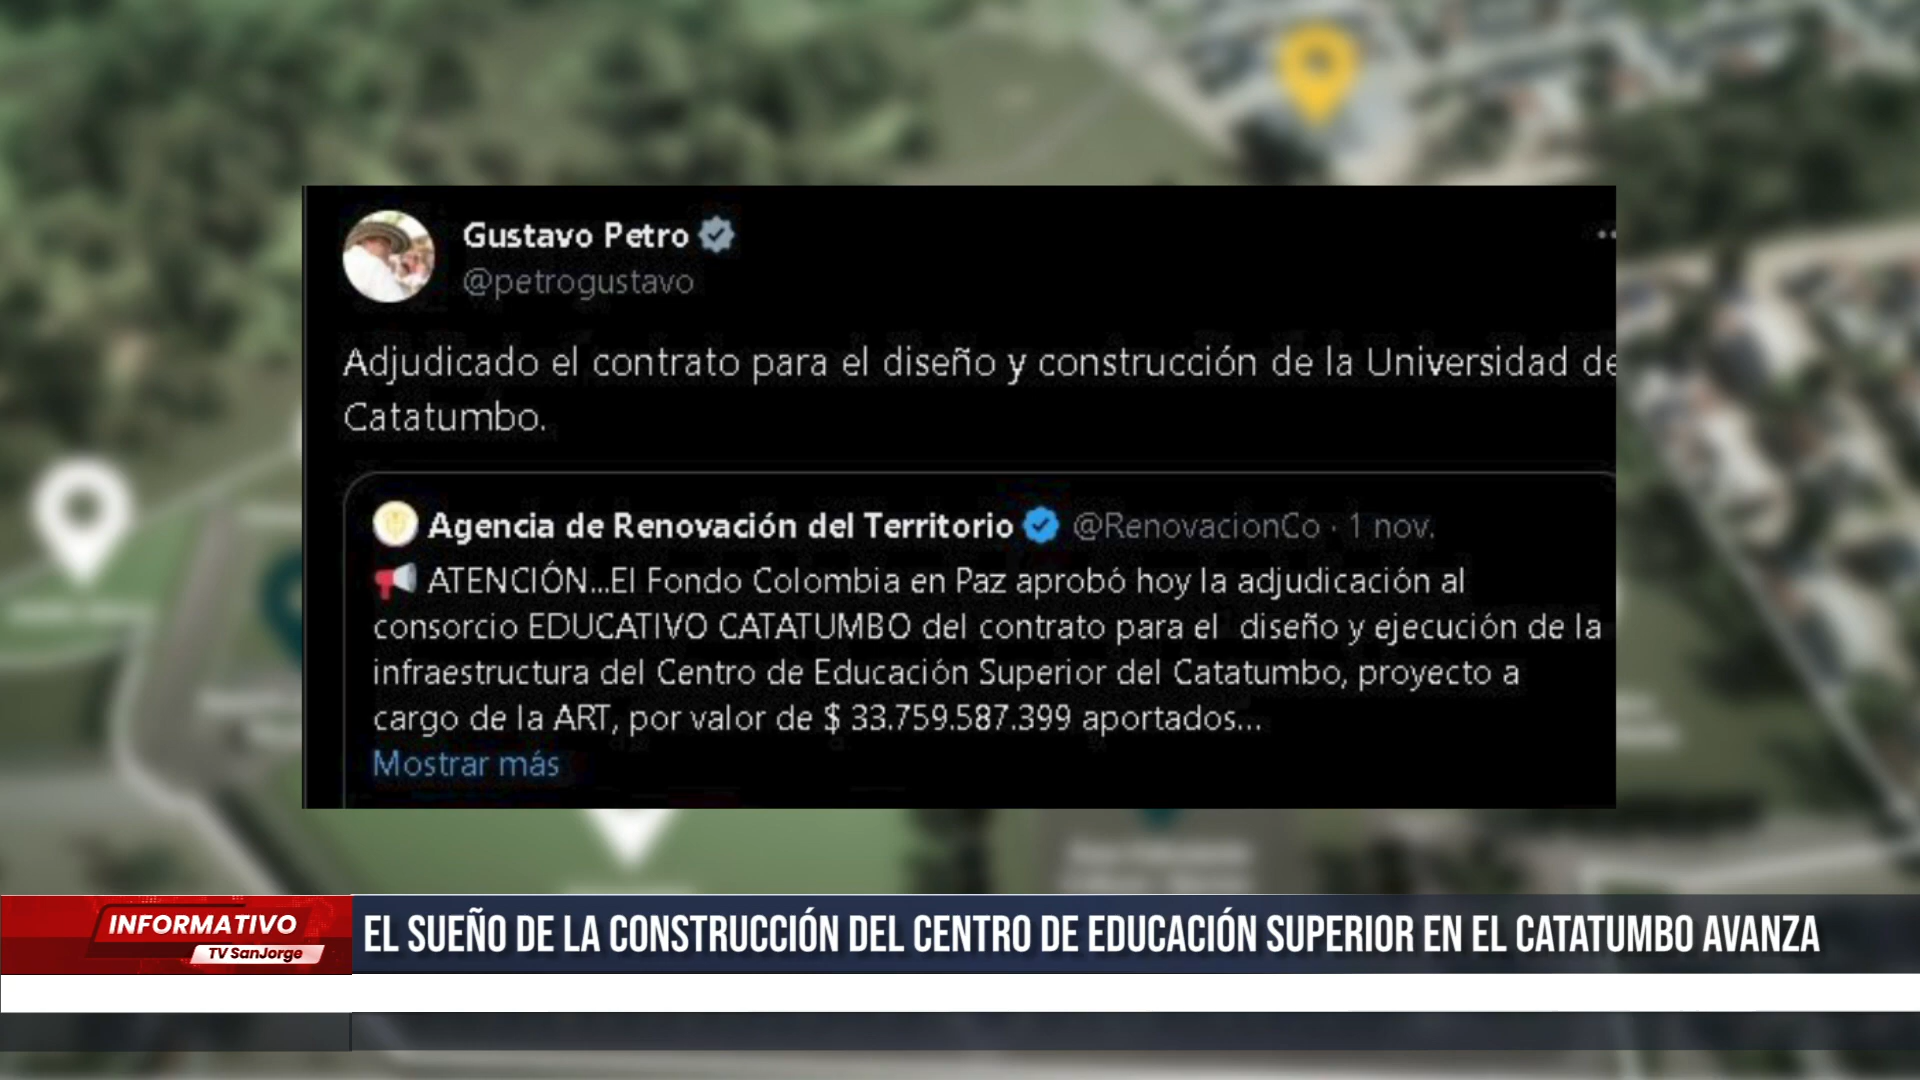 Gustavo Petro
@petrogustavo
Adjudicado el contrato para el diseño y construcción de la Universidad de
Catatumbo.
Agencia de Renovación del Territorio @RenovacionCo · 1 nov.
ATENCIÓN...El Fondo Colombia en Paz aprobó hoy la adjudicación al
consorcio EDUCATIVO CATATUMBO del contrato para el diseño y ejecución de la
infraestructura del Centro de Educación Superior del Catatumbo, proyecto a
cargo de la ART, por valor de $ 33.759.587.399 aportados...
Mostrar más
INFORMATIVO
TV SanJorge
EL SUEÑO DE LA CONSTRUCCIÓN DEL CENTRO DE EDUCACIÓN SUPERIOR EN EL CATATUMBO AVANZA